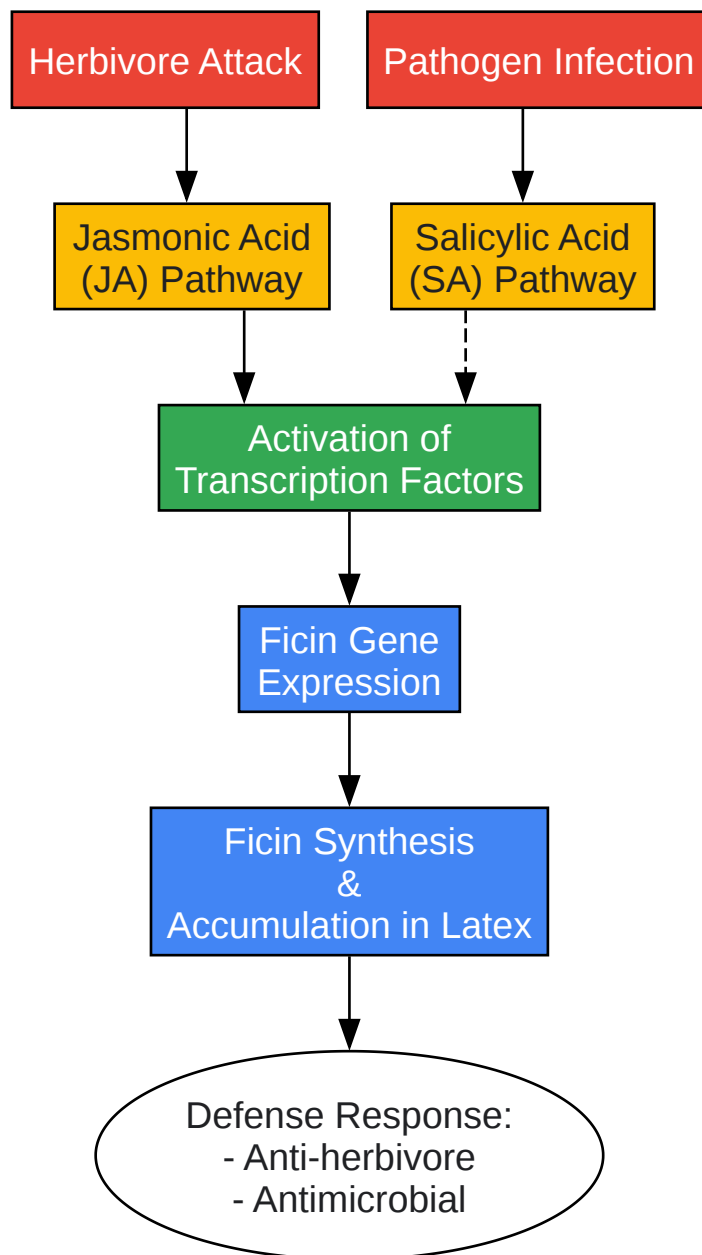 Herbivore Attack
Pathogen Infection
Jasmonic Acid
(JA) Pathway
Salicylic Acid
(SA) Pathway
Activation of
Transcription Factors
Ficin Gene
Expression
Ficin Synthesis
&
Accumulation in Latex
Defense Response:
- Anti-herbivore
- Antimicrobial